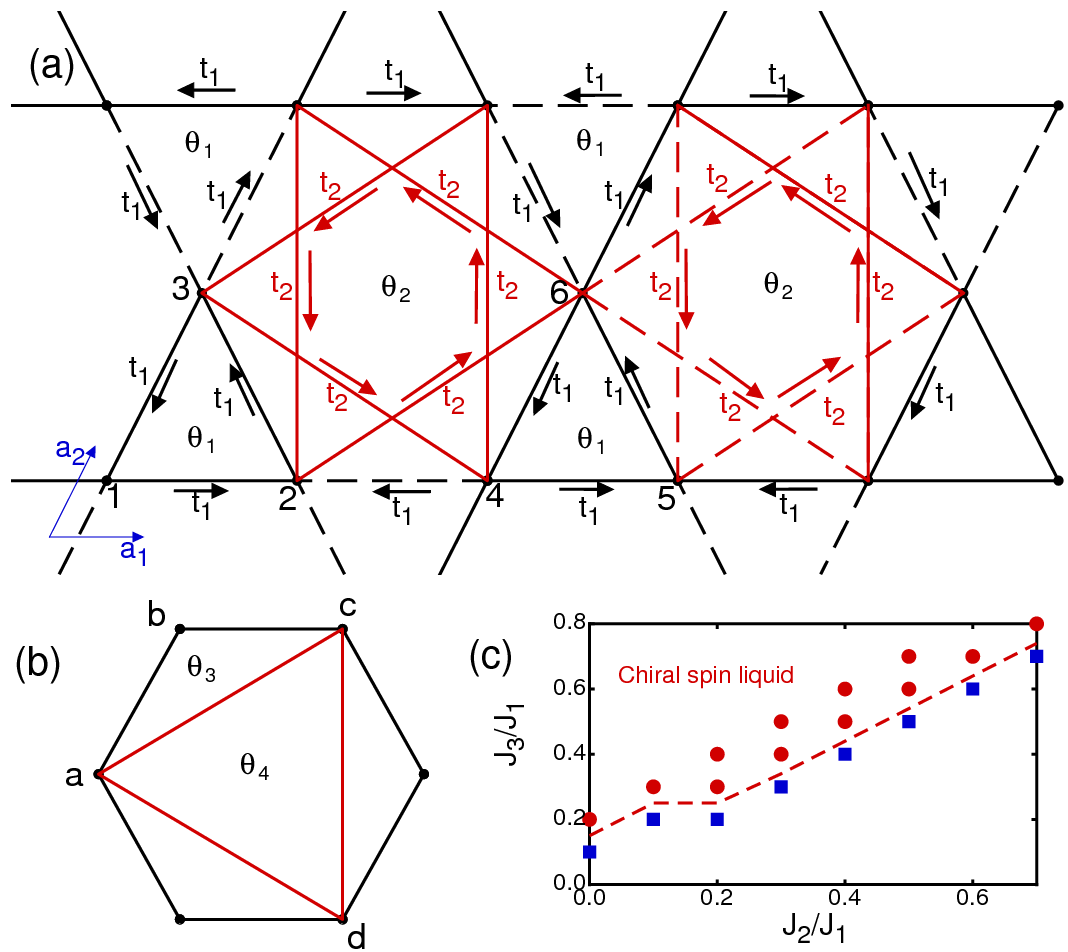 (a)
t1 t1 t1 t1
θ1 θ1
t1 t1 t2 t2 t1 t1 t2 t2 t1
3 t2 θ2 t2 6 t2 θ2 t2
t1 t1 t2 t2 t1 t1 t2 t2 t1
a2 θ1 θ1
1 t1 2 t1 4 t1 5 t1
a1
(b)
b c
θ3
a θ4
d
(c)
J3/J1
0.8
0.6
0.4
0.2
0.0
Chiral spin liquid
0.0 0.2 0.4 0.6
J2/J1